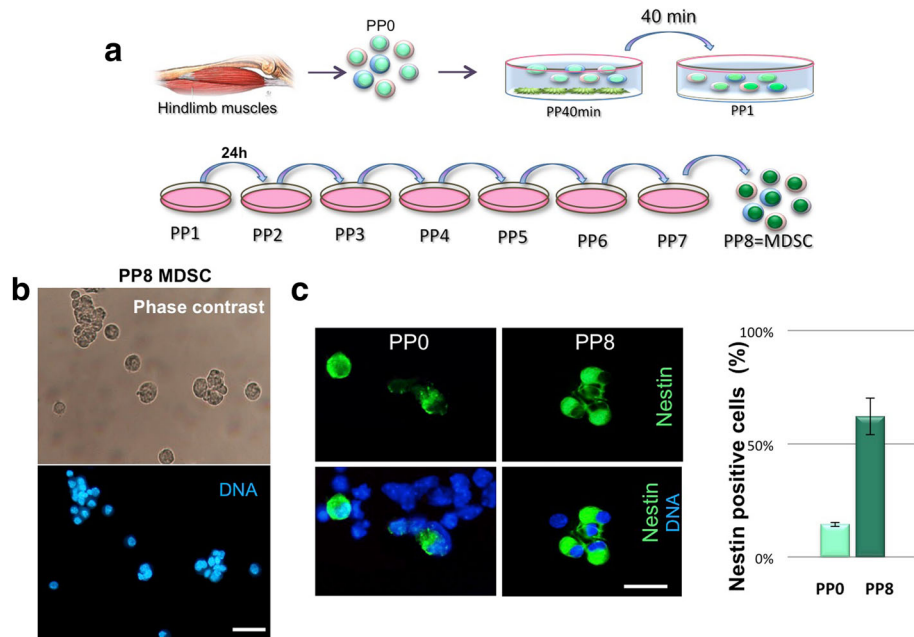 a
PP0
40 min
Hindlimb muscles
PP40min
PP1
24h
PP1
PP2
PP3
PP4
PP5
PP6
PP7
PP8=MDSC
b
PP8 MDSC
Phase contrast
DNA
c
PP0
PP8
Nestin
Nestin
DNA
Nestin positive cells (%)
100%
50%
0%
PP0
PP8